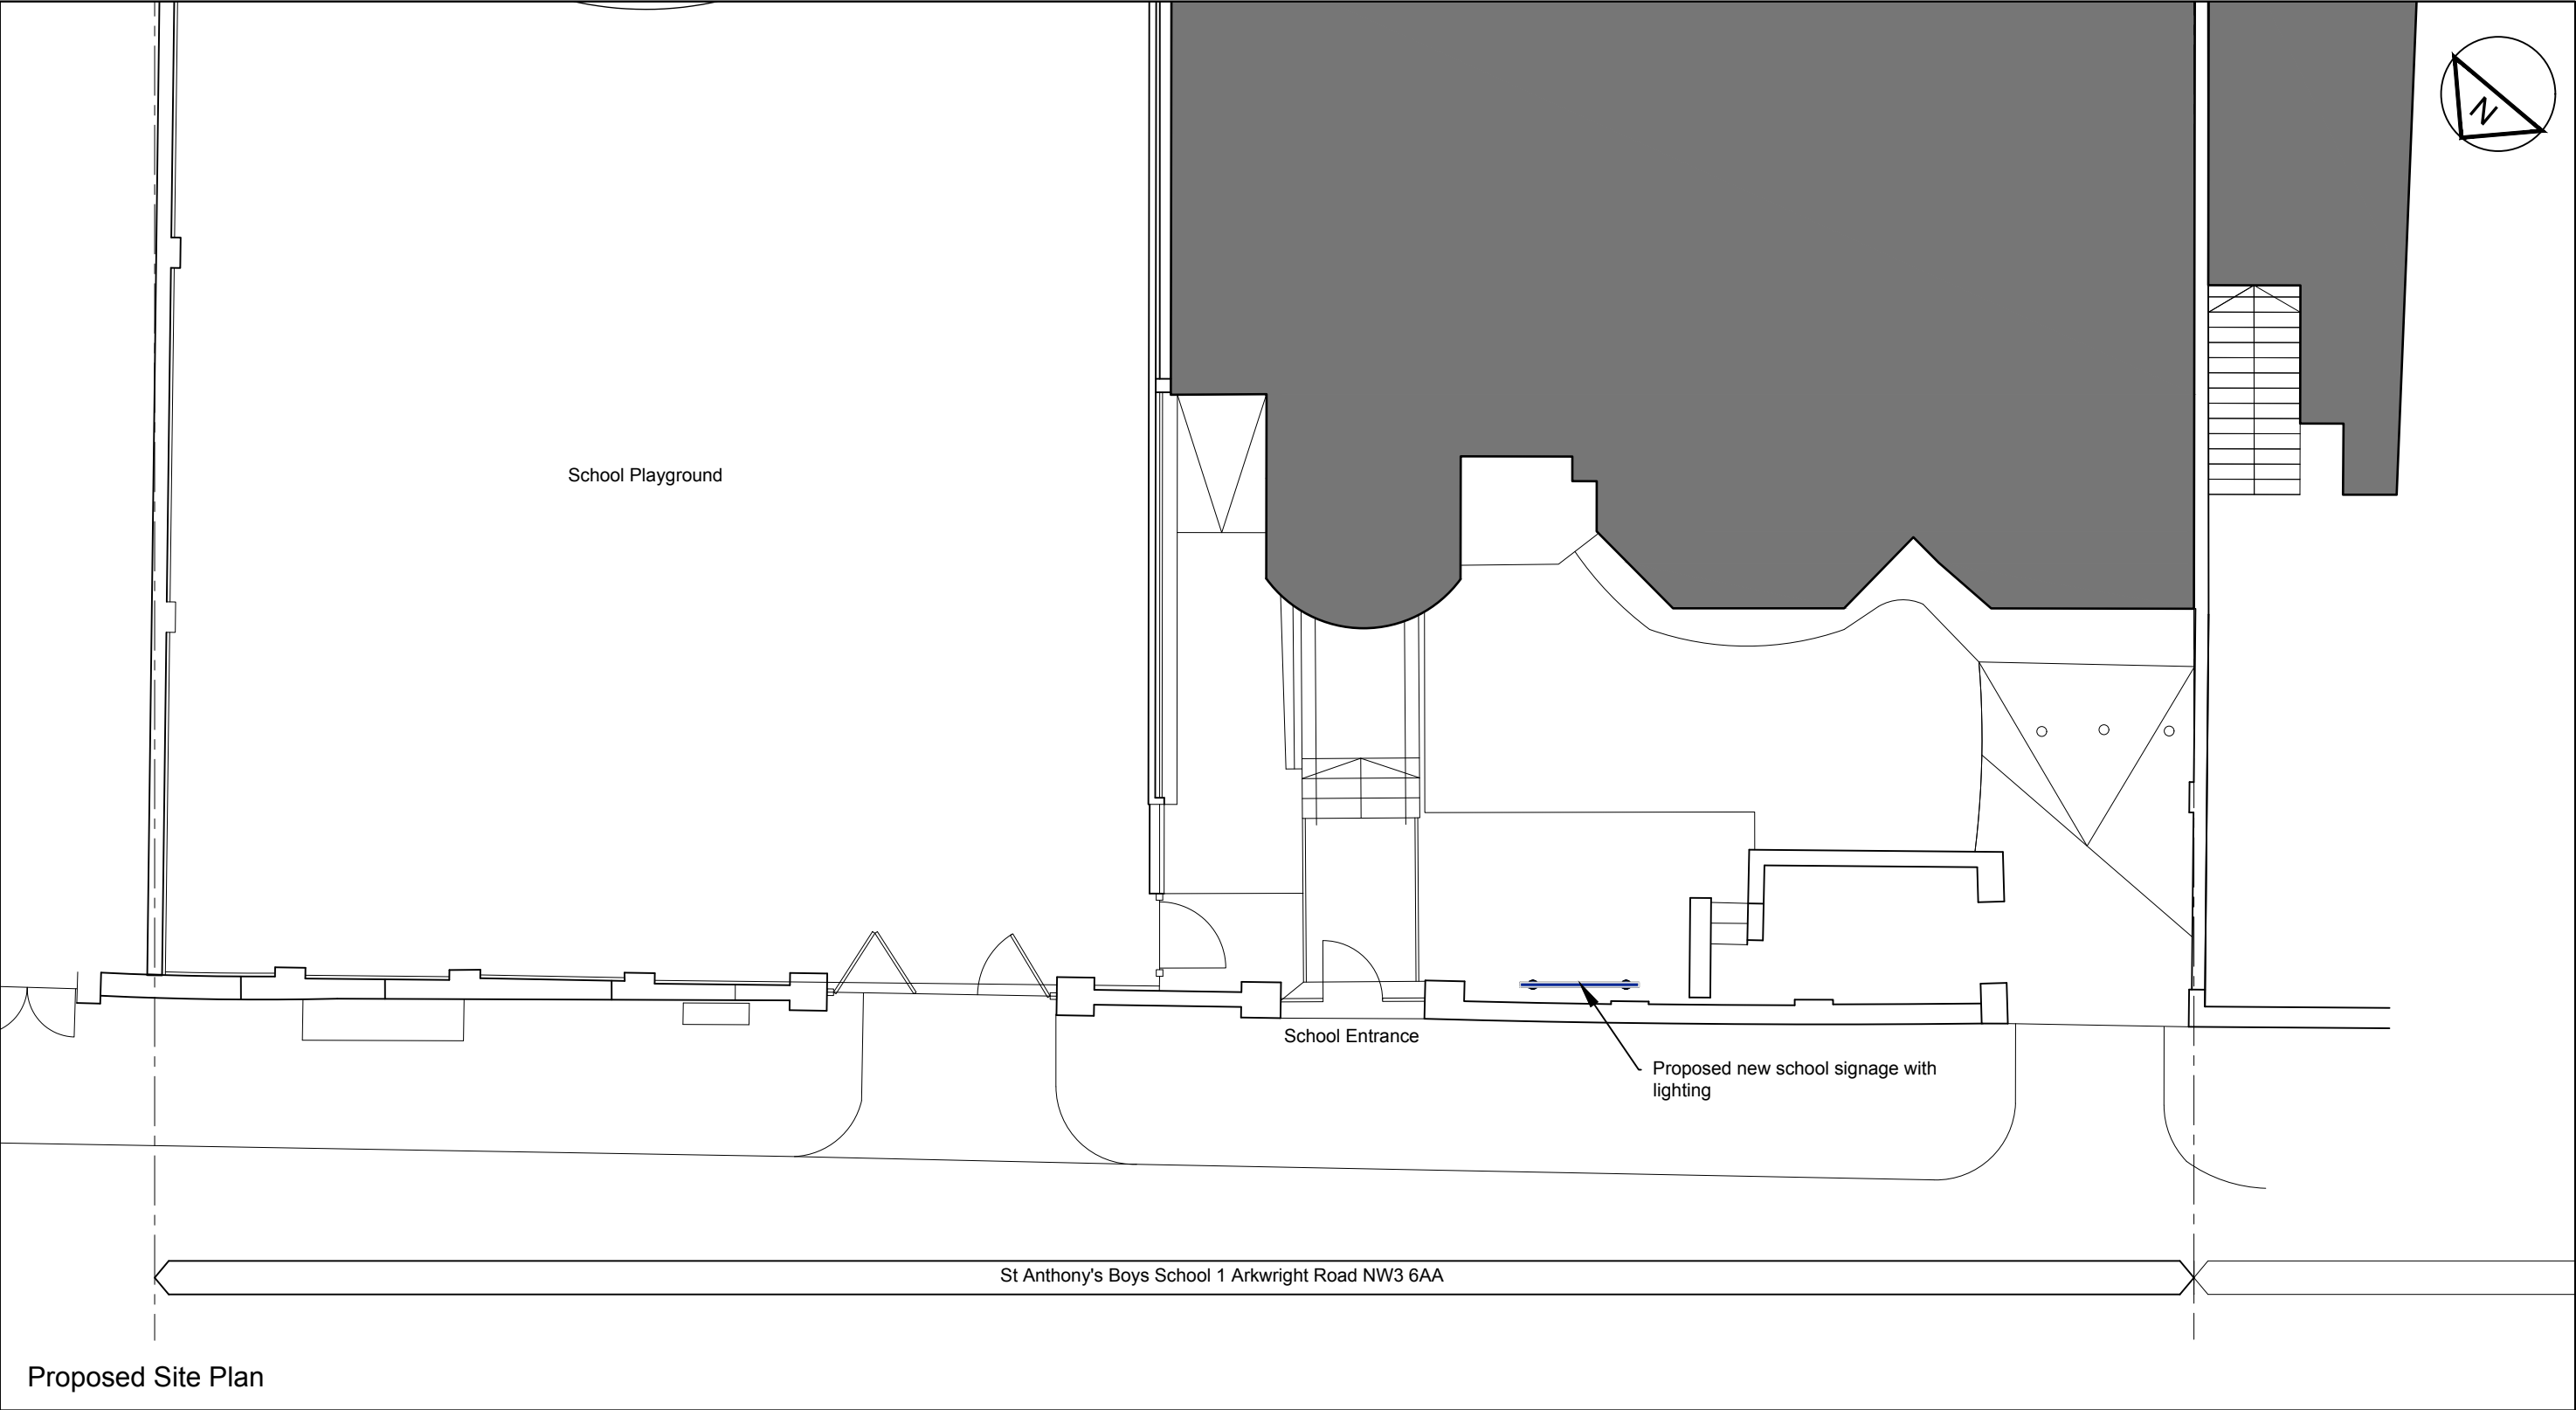 N
School Playground
School Entrance
Proposed new school signage with
lighting
St Anthony's Boys School 1 Arkwright Road NW3 6AA
Proposed Site Plan